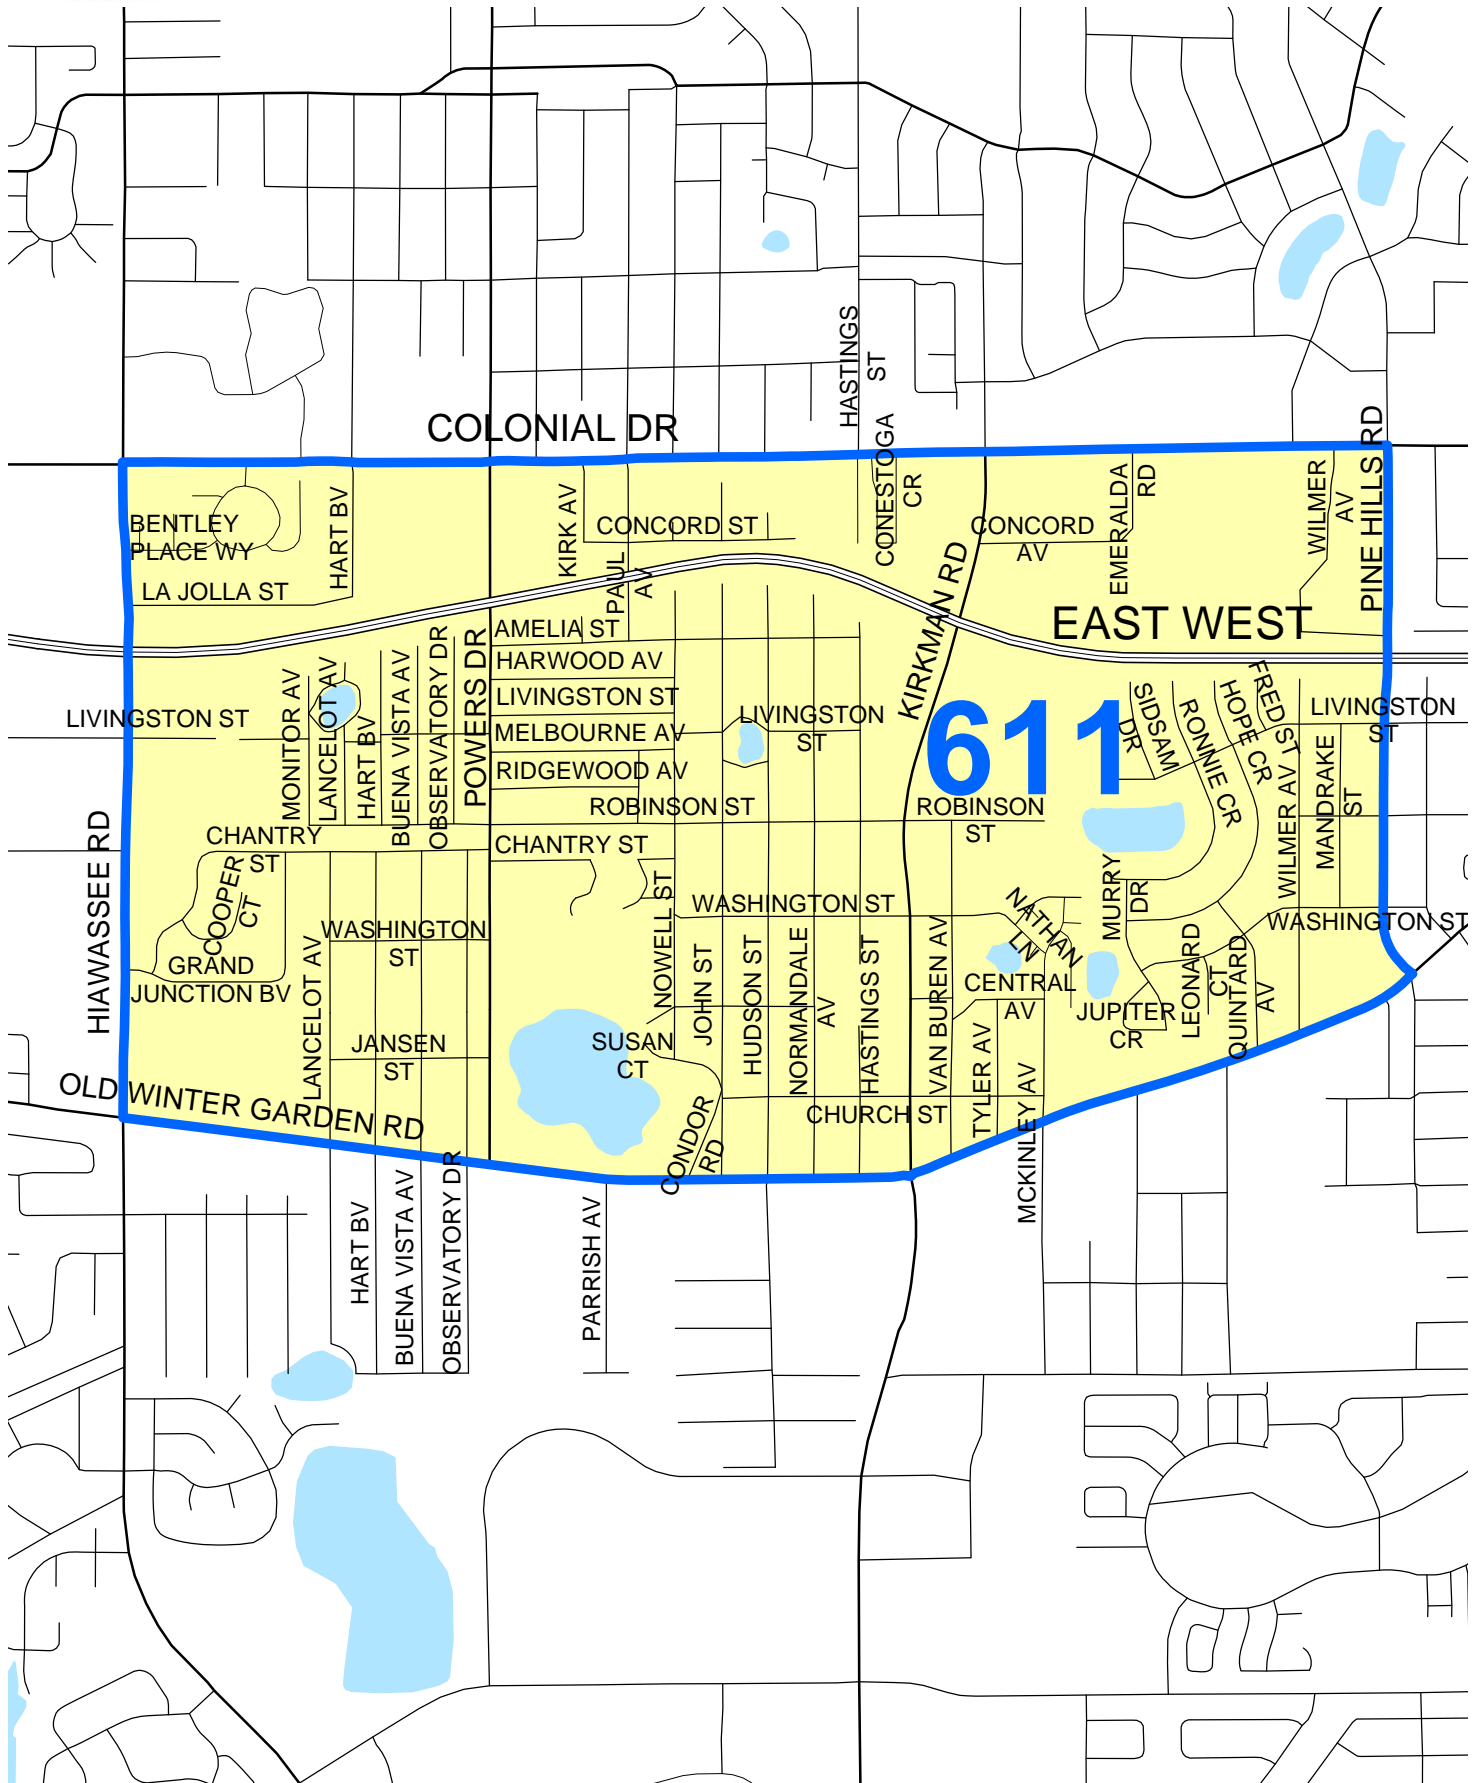 HASTINGS
ST
COLONIAL DR
PINE HILLS RD
CONESTOGA
CR
HART BV
KIRK AV
EMERALDA
RD
WILMER
AV
BENTLEY
PLACE WY
CONCORD ST
CONCORD
AV
PAUL
AV
LA JOLLA ST
KIRKMAN RD
EAST WEST
AMELIA ST
HARWOOD AV
LIVINGSTON ST
MELBOURNE AV
RIDGEWOOD AV
POWERS DR
OBSERVATORY DR
BUENA VISTA AV
HART BV
LANCELOT AV
MONITOR AV
LIVINGSTON ST
LIVINGSTON
ST
611
SIDSAM
DR
RONNIE CR
HOPE CR
FRED ST
LIVINGSTON
ST
WILMER AV
MANDRAKE
ST
ROBINSON ST
ROBINSON
ST
HIAWASSEE RD
CHANTRY
ST
CHANTRY ST
COOPER
CT
MURRY
DR
NOWELL ST
WASHINGTON ST
NATHAN
LN
WASHINGTON ST
WASHINGTON
ST
LANCELOT AV
GRAND
JUNCTION BV
JOHN ST
HUDSON ST
NORMANDALE
AV
HASTINGS ST
VAN BUREN AV
CENTRAL
AV
LEONARD
CT
QUINTARD
AV
JUPITER
CR
JANSEN
ST
SUSAN
CT
TYLER AV
MCKINLEY AV
OLD WINTER GARDEN RD
CHURCH ST
CONDOR
RD
HART BV
BUENA VISTA AV
OBSERVATORY DR
PARRISH AV